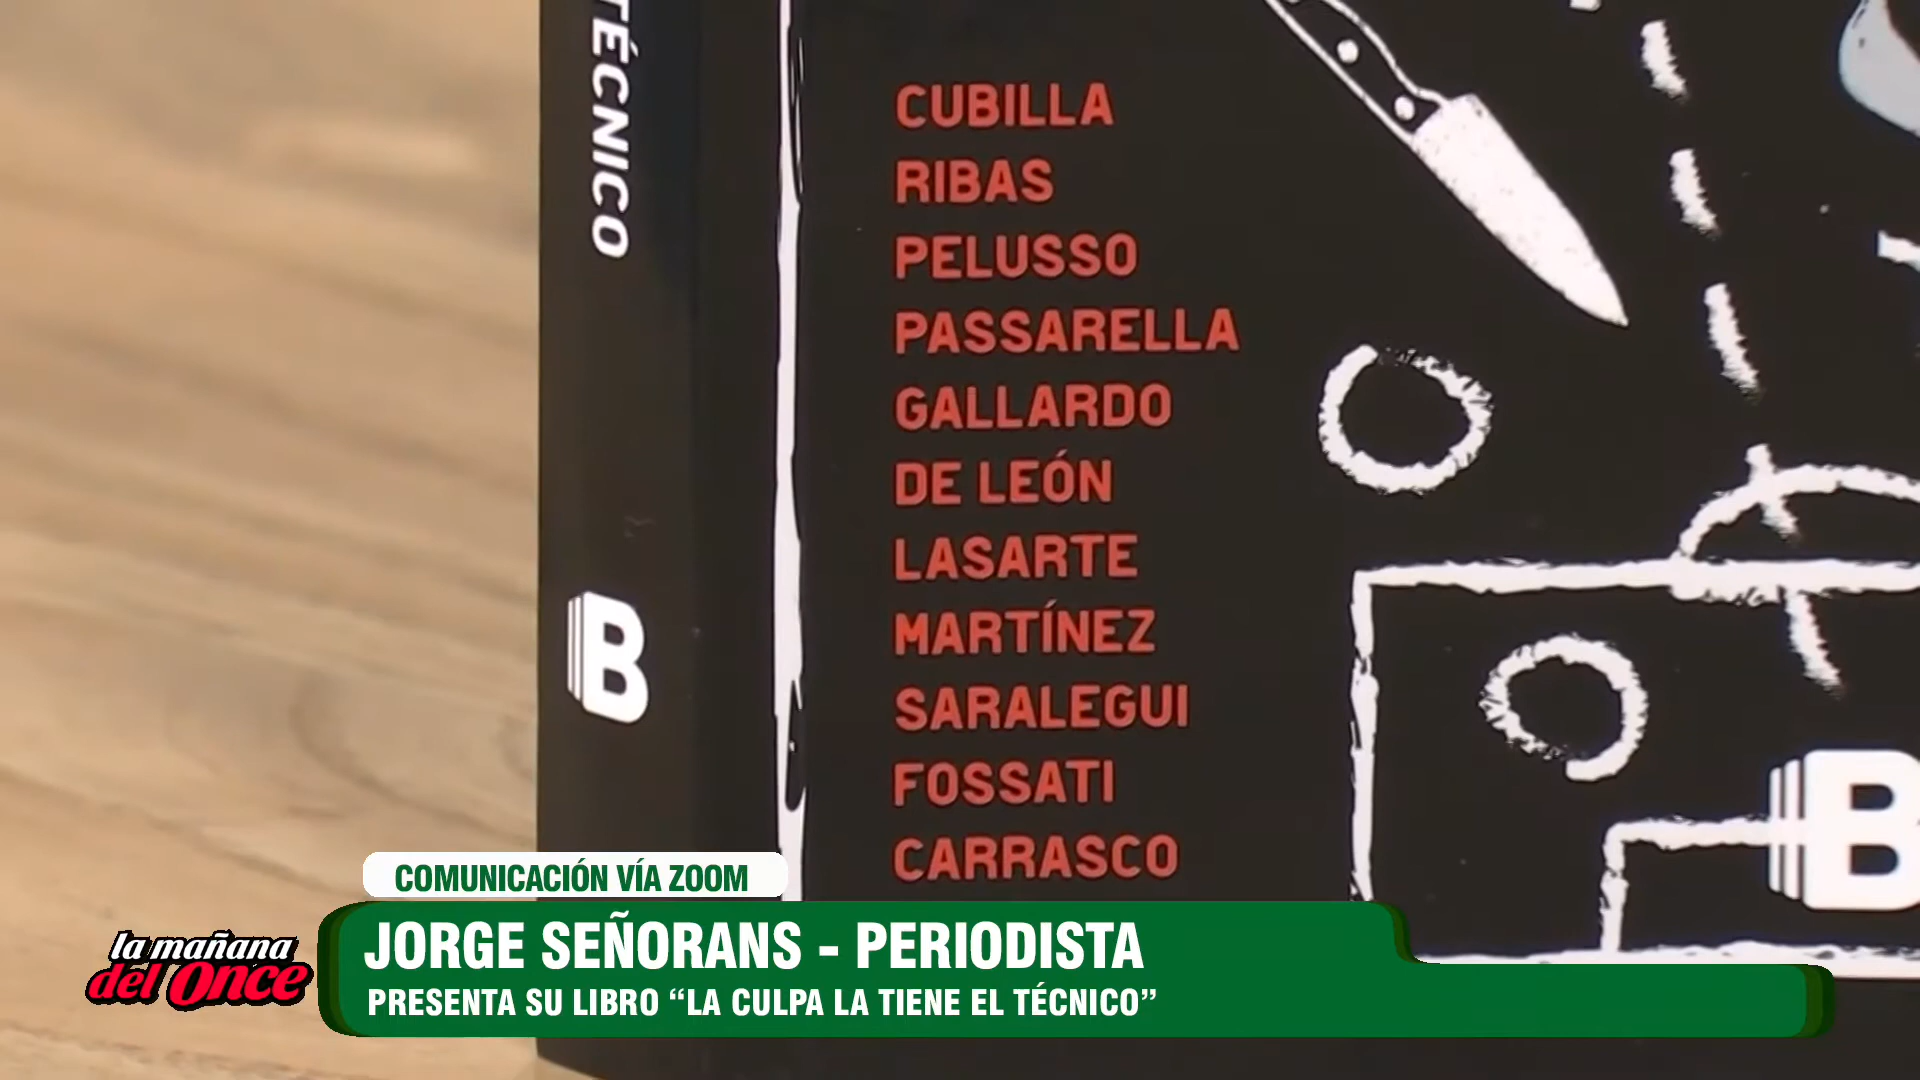 TÉCNICO
B
CUBILLA
RIBAS
PELUSSO
PASSARELLA
GALLARDO
DE LEÓN
LASARTE
MARTÍNEZ
SARALEGUI
FOSSATI
CARRASCO
B
COMUNICACIÓN VÍA ZOOM
la mañana
del Once
JORGE SEÑORANS - PERIODISTA
PRESENTA SU LIBRO “LA CULPA LA TIENE EL TÉCNICO”